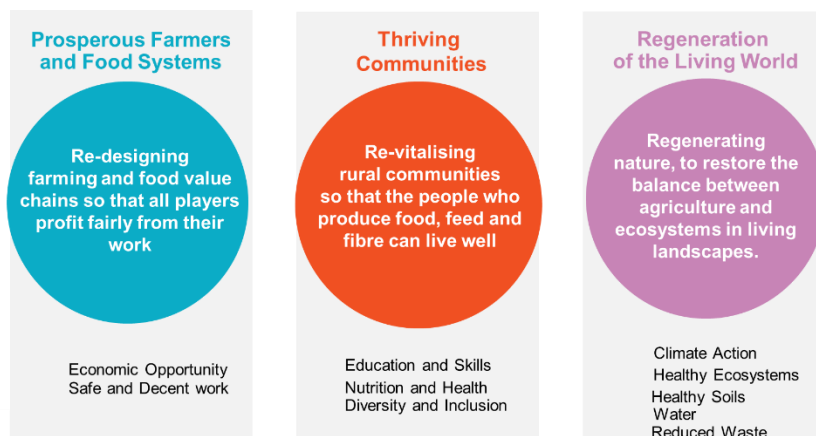 Prosperous Farmers
and Food Systems
Re-designing
farming and food value
chains so that all players
profit fairly from their
work
Economic Opportunity
Safe and Decent work
Thriving
Communities
Re-vitalising
rural communities
so that the people who
produce food, feed and
fibre can live well
Education and Skills
Nutrition and Health
Diversity and Inclusion
Regeneration
of the Living World
Regenerating
nature, to restore the
balance between
agriculture and
ecosystems in living
landscapes.
Climate Action
Healthy Ecosystems
Healthy Soils
Water
Reduced Waste